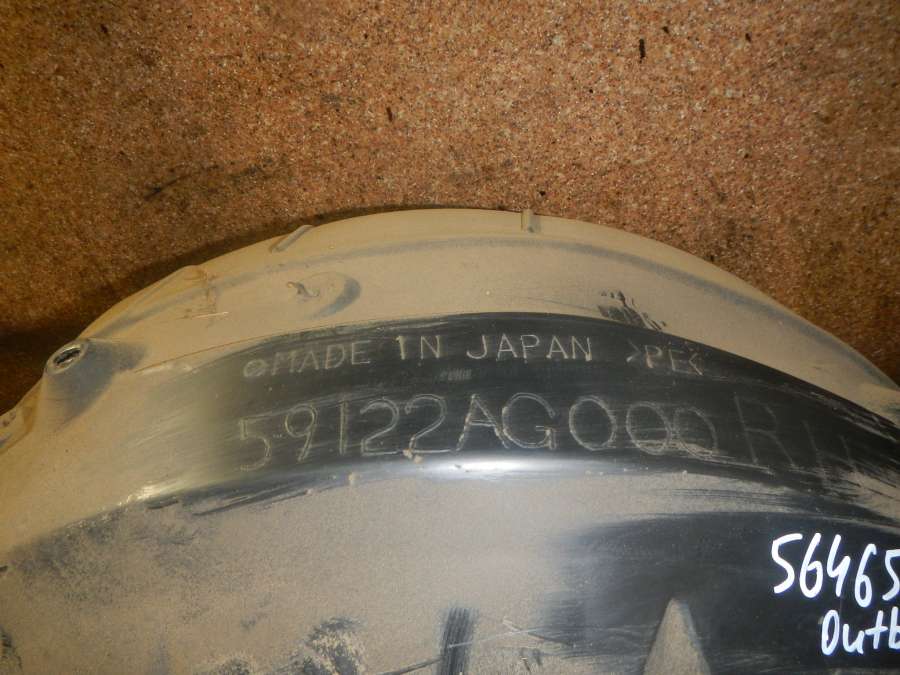 MADE IN JAPAN >PE<
59122AG000 RH
56465
Outb